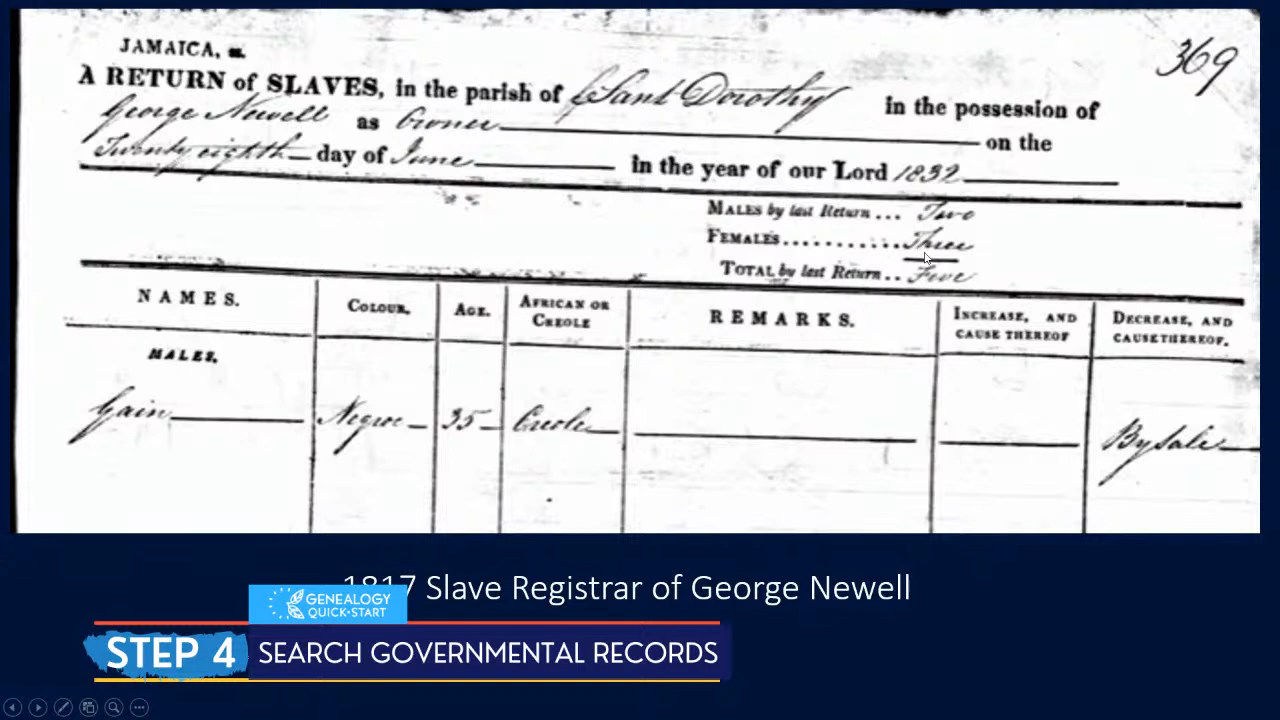 369
JAMAICA, ss.
A RETURN of SLAVES, in the parish of Saint Dorothy in the possession of
George Newell as Owner on the
Twenty eighth day of June in the year of our Lord 1832
MALES by last Return ... Two
FEMALES........... Three
TOTAL by last Return .. Five
NAMES. COLOUR. AGE. AFRICAN OR CREOLE REMARKS. INCREASE, AND CAUSE THEREOF DECREASE, AND CAUSE THEREOF.
MALES.
Gain Negroe 35 Creole By Sale
1817 Slave Registrar of George Newell
GENEALOGY
QUICK•START
STEP 4 SEARCH GOVERNMENTAL RECORDS